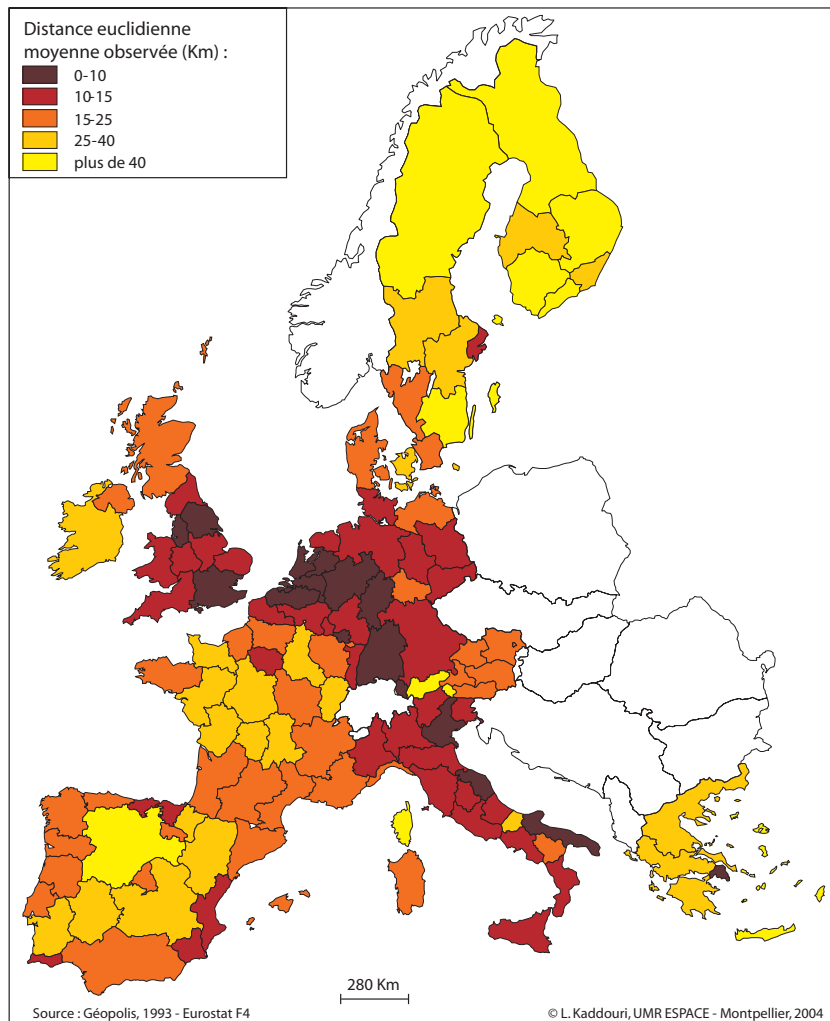 Distance euclidienne
moyenne observée (Km) :
0-10
10-15
15-25
25-40
plus de 40
280 Km
Source : Géopolis, 1993 - Eurostat F4
© L. Kaddouri, UMR ESPACE - Montpellier, 2004